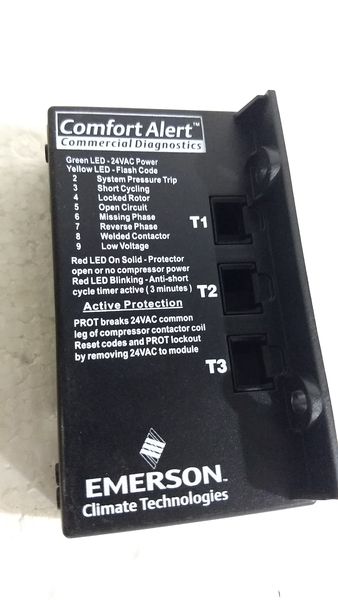 Comfort Alert™
Commercial Diagnostics
Green LED - 24VAC Power
Yellow LED - Flash Code
2 System Pressure Trip
3 Short Cycling
4 Locked Rotor
5 Open Circuit
6 Missing Phase
7 Reverse Phase
8 Welded Contactor
9 Low Voltage
Red LED On Solid - Protector
open or no compressor power
Red LED Blinking - Anti-short
cycle timer active ( 3 minutes )
Active Protection
PROT breaks 24VAC common
leg of compressor contactor coil
Reset codes and PROT lockout
by removing 24VAC to module
T1
T2
T3
EMERSON™
Climate Technologies